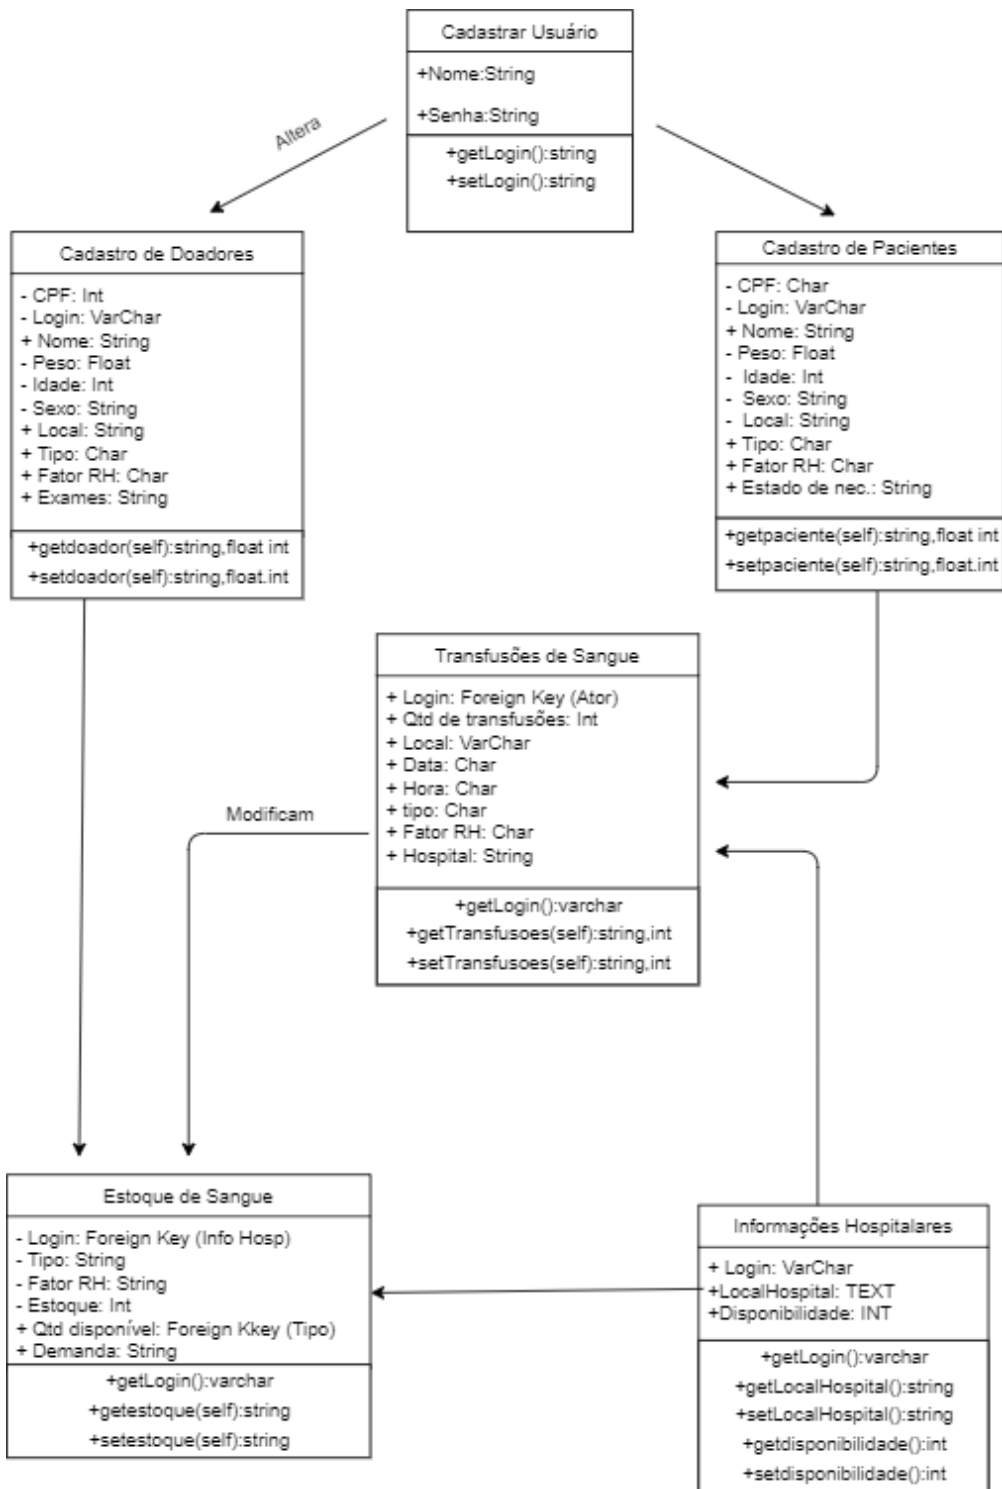 Cadastrar Usuário
+Nome:String
+Senha:String
+getLogin():string
+setLogin():string
Altera
Cadastro de Doadores
- CPF: Int
- Login: VarChar
+ Nome: String
- Peso: Float
- Idade: Int
- Sexo: String
+ Local: String
+ Tipo: Char
+ Fator RH: Char
+ Exames: String
+getdoador(self):string,float int
+setdoador(self):string,float.int
Cadastro de Pacientes
- CPF: Char
- Login: VarChar
+ Nome: String
- Peso: Float
- Idade: Int
- Sexo: String
- Local: String
+ Tipo: Char
+ Fator RH: Char
+ Estado de nec.: String
+getpaciente(self):string,float int
+setpaciente(self):string,float.int
Transfusões de Sangue
+ Login: Foreign Key (Ator)
+ Qtd de transfusões: Int
+ Local: VarChar
+ Data: Char
+ Hora: Char
+ tipo: Char
+ Fator RH: Char
+ Hospital: String
+getLogin():varchar
+getTransfusoes(self):string,int
+setTransfusoes(self):string,int
Modificam
Estoque de Sangue
- Login: Foreign Key (Info Hosp)
- Tipo: String
- Fator RH: String
- Estoque: Int
+ Qtd disponível: Foreign Kkey (Tipo)
+ Demanda: String
+getLogin():varchar
+getestoque(self):string
+setestoque(self):string
Informações Hospitalares
+ Login: VarChar
+LocalHospital: TEXT
+Disponibilidade: INT
+getLogin():varchar
+getLocalHospital():string
+setLocalHospital():string
+getdisponibilidade():int
+setdisponibilidade():int